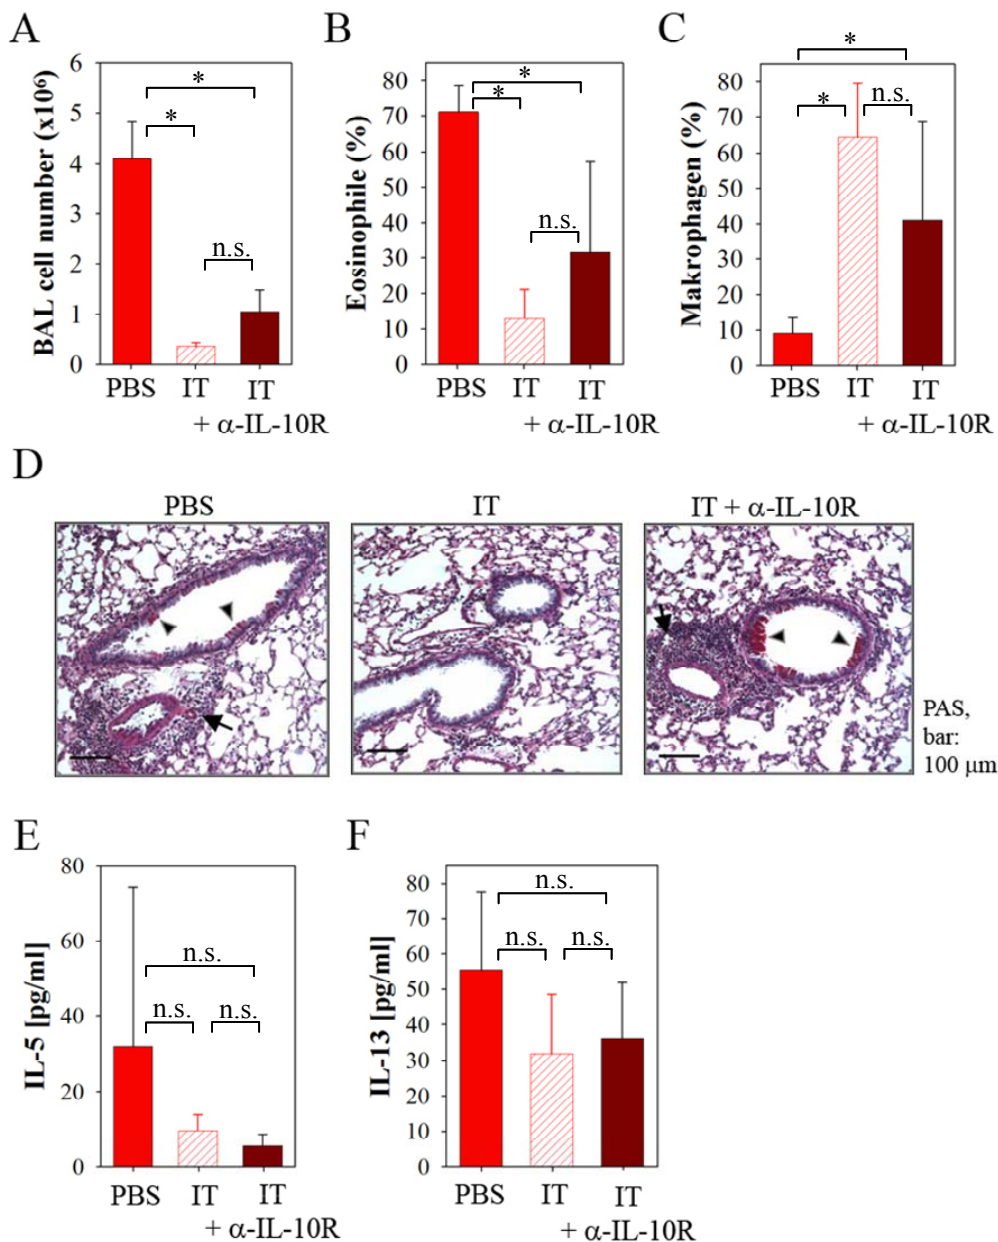 A
BAL cell number (x10⁶)
6
5
4
3
2
1
0
*
*
n.s.
PBS
IT
IT
+ α-IL-10R
B
Eosinophile (%)
80
70
60
50
40
30
20
10
0
*
*
n.s.
PBS
IT
IT
+ α-IL-10R
C
Makrophagen (%)
80
70
60
50
40
30
20
10
0
*
*
n.s.
PBS
IT
IT
+ α-IL-10R
D
PBS
IT
IT + α-IL-10R
PAS,
bar:
100 μm
E
IL-5 [pg/ml]
80
60
40
20
0
n.s.
n.s.
n.s.
PBS
IT
IT
+ α-IL-10R
F
IL-13 [pg/ml]
80
70
60
50
40
30
20
10
0
n.s.
n.s.
n.s.
PBS
IT
IT
+ α-IL-10R